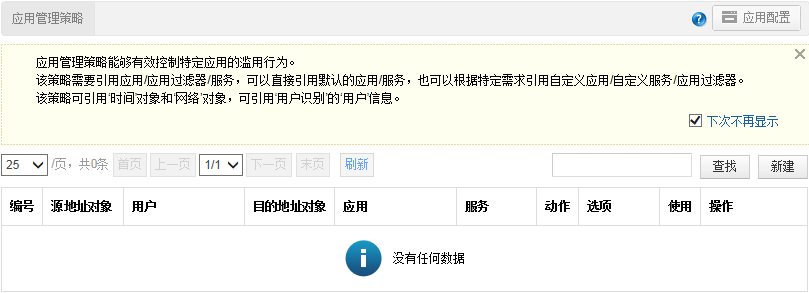 应用管理策略
应用配置
应用管理策略能够有效控制特定应用的滥用行为。
该策略需要引用应用/应用过滤器/服务，可以直接引用默认的应用/服务，也可以根据特定需求引用自定义应用/自定义服务/应用过滤器。
该策略可引用'时间'对象和'网络'对象，可引用'用户识别'的'用户'信息。
下次不再显示
25 /页，共0条 首页 上一页 1/1 下一页 末页 刷新 查找 新建
编号 源地址对象 用户 目的地址对象 应用 服务 动作 选项 使用 操作
没有任何数据